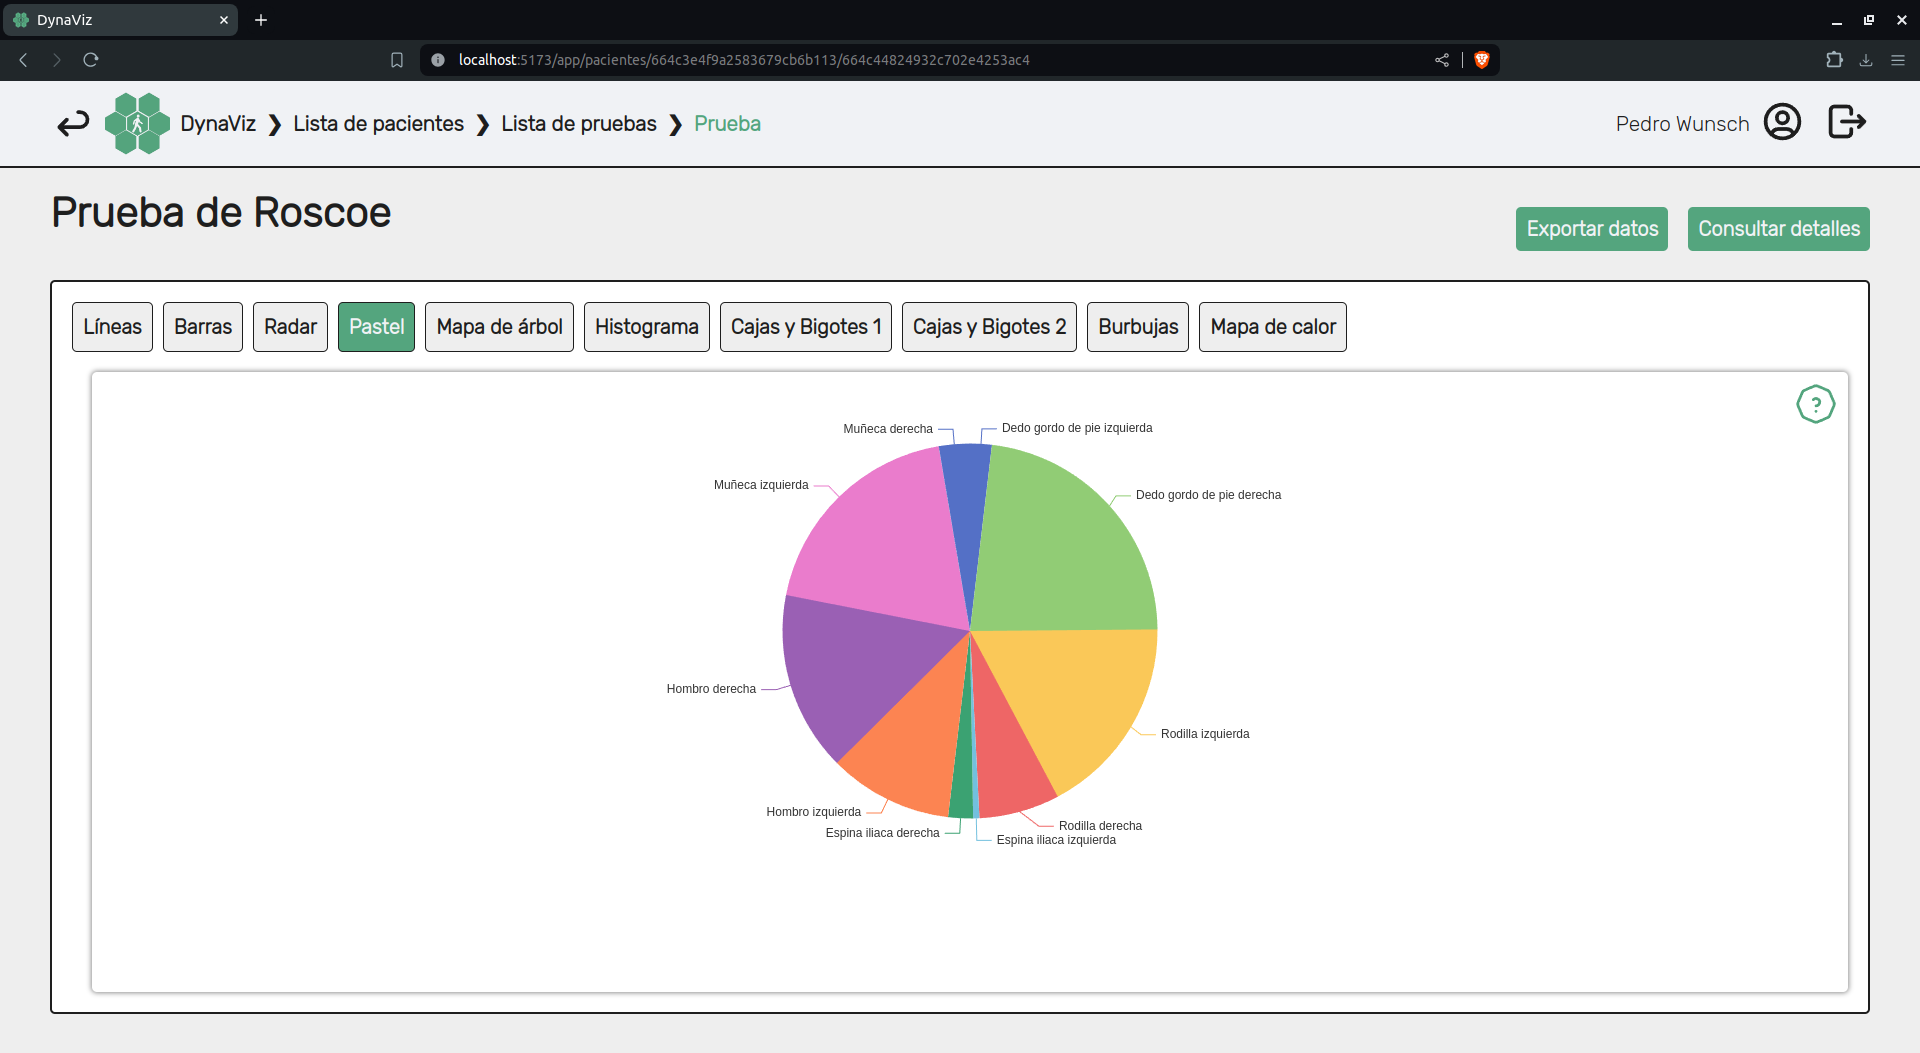 DynaViz
localhost:5173/app/pacientes/664c3e4f9a2583679cb6b113/664c44824932c702e4253ac4
DynaViz ❯ Lista de pacientes ❯ Lista de pruebas ❯ Prueba
Pedro Wunsch
Prueba de Roscoe
Exportar datos
Consultar detalles
Líneas
Barras
Radar
Pastel
Mapa de árbol
Histograma
Cajas y Bigotes 1
Cajas y Bigotes 2
Burbujas
Mapa de calor
?
Muñeca derecha
Dedo gordo de pie izquierda
Muñeca izquierda
Dedo gordo de pie derecha
Hombro derecha
Rodilla izquierda
Hombro izquierda
Rodilla derecha
Espina iliaca derecha
Espina iliaca izquierda